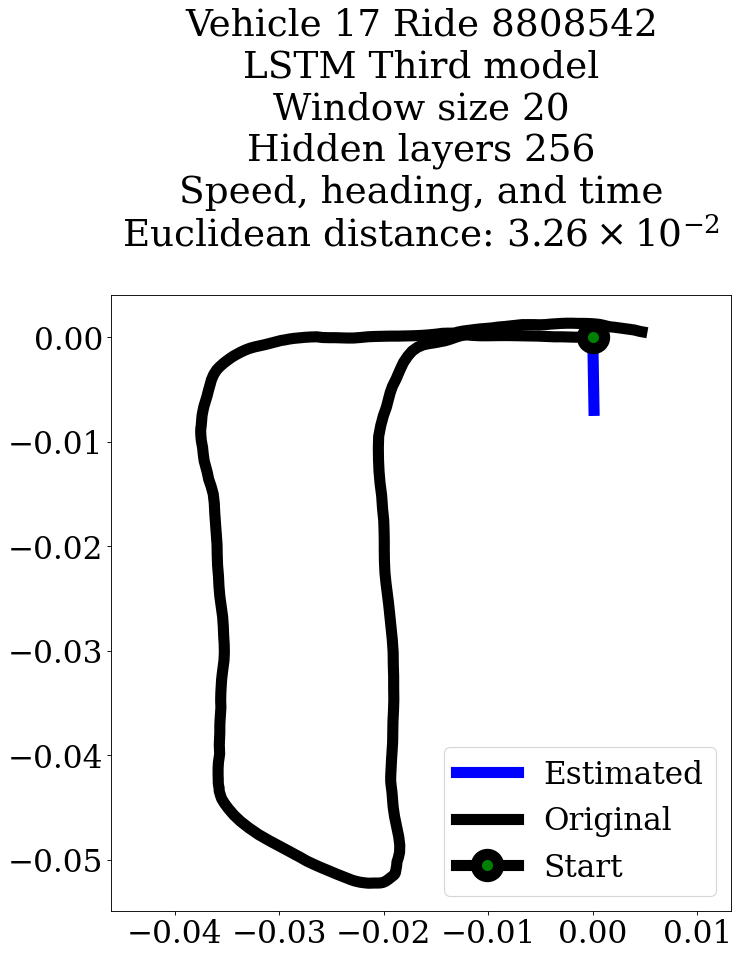 Vehicle 17 Ride 8808542
LSTM Third model
Window size 20
Hidden layers 256
Speed, heading, and time
Euclidean distance: 3.26 × 10⁻²
0.00
−0.01
−0.02
−0.03
−0.04
−0.05
Estimated
Original
Start
−0.04 −0.03 −0.02 −0.01 0.00 0.01